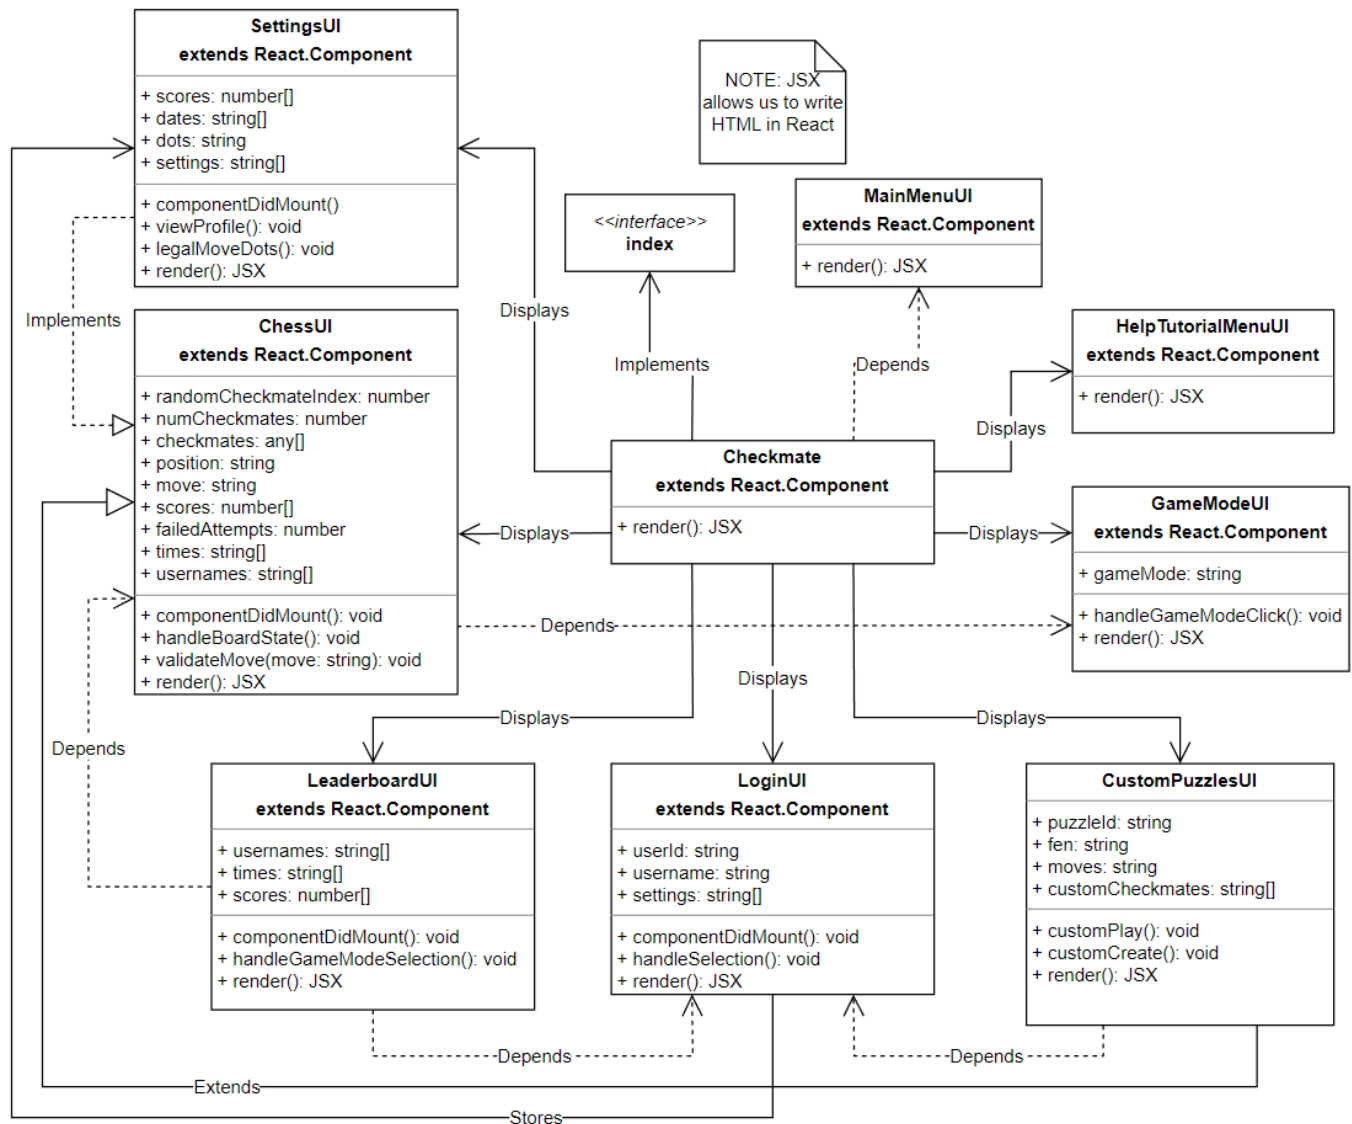 SettingsUI
extends React.Component
+ scores: number[]
+ dates: string[]
+ dots: string
+ settings: string[]
+ componentDidMount()
+ viewProfile(): void
+ legalMoveDots(): void
+ render(): JSX
NOTE: JSX
allows us to write
HTML in React
<<interface>>
index
MainMenuUI
extends React.Component
+ render(): JSX
Displays
Implements
ChessUI
extends React.Component
+ randomCheckmateIndex: number
+ numCheckmates: number
+ checkmates: any[]
+ position: string
+ move: string
+ scores: number[]
+ failedAttempts: number
+ times: string[]
+ usernames: string[]
+ componentDidMount(): void
+ handleBoardState(): void
+ validateMove(move: string): void
+ render(): JSX
Implements
Depends
HelpTutorialMenuUI
extends React.Component
+ render(): JSX
Displays
Checkmate
extends React.Component
+ render(): JSX
Displays
Displays
GameModeUI
extends React.Component
+ gameMode: string
+ handleGameModeClick(): void
+ render(): JSX
Depends
Displays
Displays
Displays
Depends
LeaderboardUI
extends React.Component
+ usernames: string[]
+ times: string[]
+ scores: number[]
+ componentDidMount(): void
+ handleGameModeSelection(): void
+ render(): JSX
LoginUI
extends React.Component
+ userId: string
+ username: string
+ settings: string[]
+ componentDidMount(): void
+ handleSelection(): void
+ render(): JSX
CustomPuzzlesUI
+ puzzleId: string
+ fen: string
+ moves: string
+ customCheckmates: string[]
+ customPlay(): void
+ customCreate(): void
+ render(): JSX
Depends
Depends
Extends
Stores